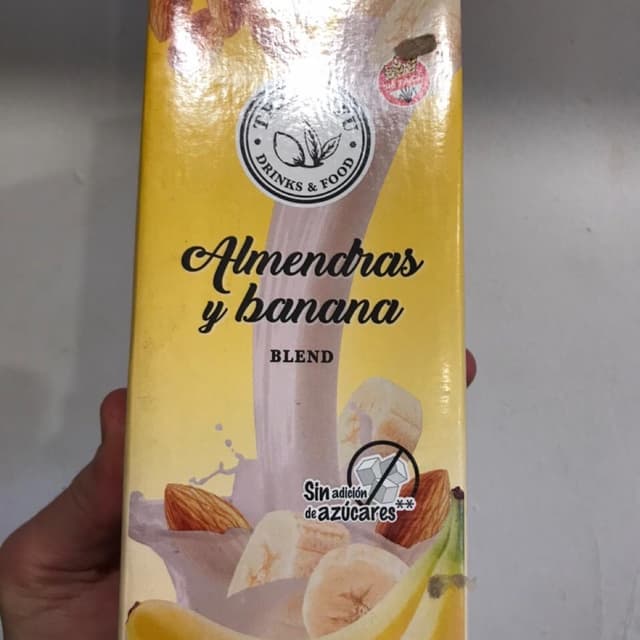 DRINKS & FOOD
Almendras
y banana
BLEND
Sin adición
de azúcares**